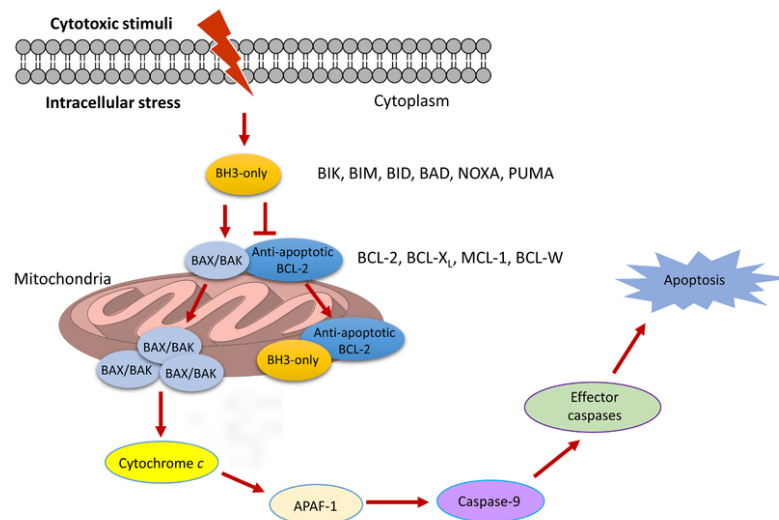 Cytotoxic stimuli
Intracellular stress
Cytoplasm
BH3-only
BIK, BIM, BID, BAD, NOXA, PUMA
BAX/BAK
Anti-apoptotic
BCL-2
BCL-2, BCL-XL, MCL-1, BCL-W
Mitochondria
Apoptosis
BAX/BAK
Anti-apoptotic
BCL-2
BH3-only
BAX/BAK
BAX/BAK
Effector
caspases
Cytochrome c
APAF-1
Caspase-9